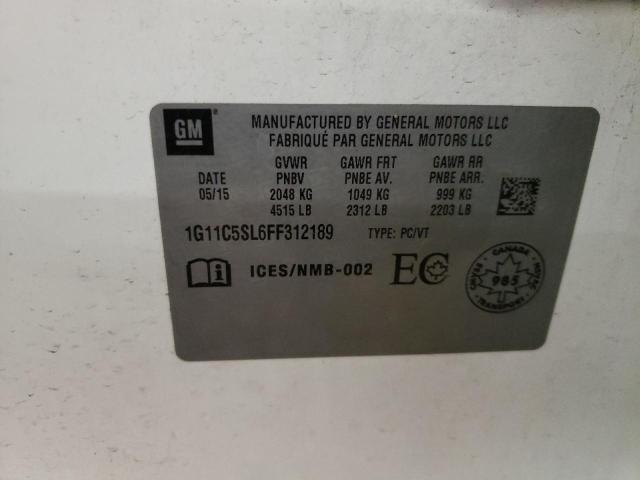 GM
MANUFACTURED BY GENERAL MOTORS LLC
FABRIQUÉ PAR GENERAL MOTORS LLC
GVWR GAWR FRT GAWR RR
DATE PNBV PNBE AV. PNBE ARR.
05/15 2048 KG 1049 KG 999 KG
4515 LB 2312 LB 2203 LB
1G11C5SL6FF312189 TYPE: PC/VT
ICES/NMB-002 EC
CANADA
985
TRANSPORT